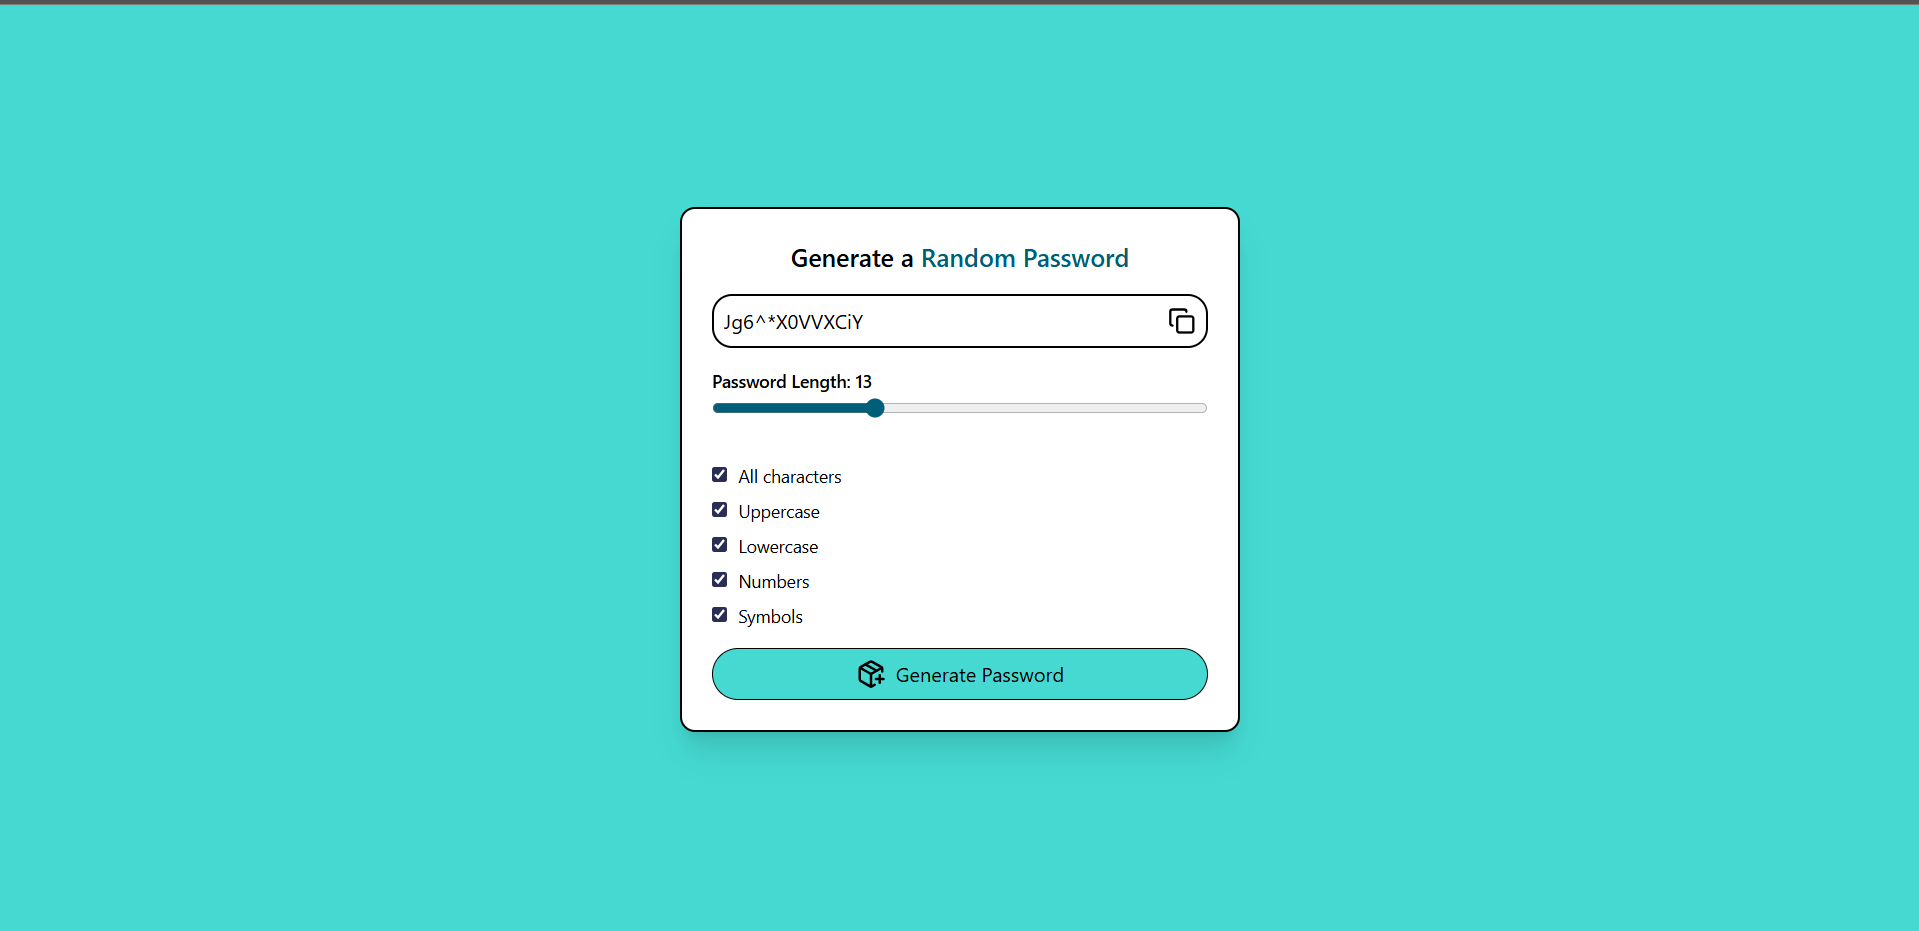 Generate a Random Password
Jg6^*X0VVXCiY
Password Length: 13
All characters
Uppercase
Lowercase
Numbers
Symbols
Generate Password